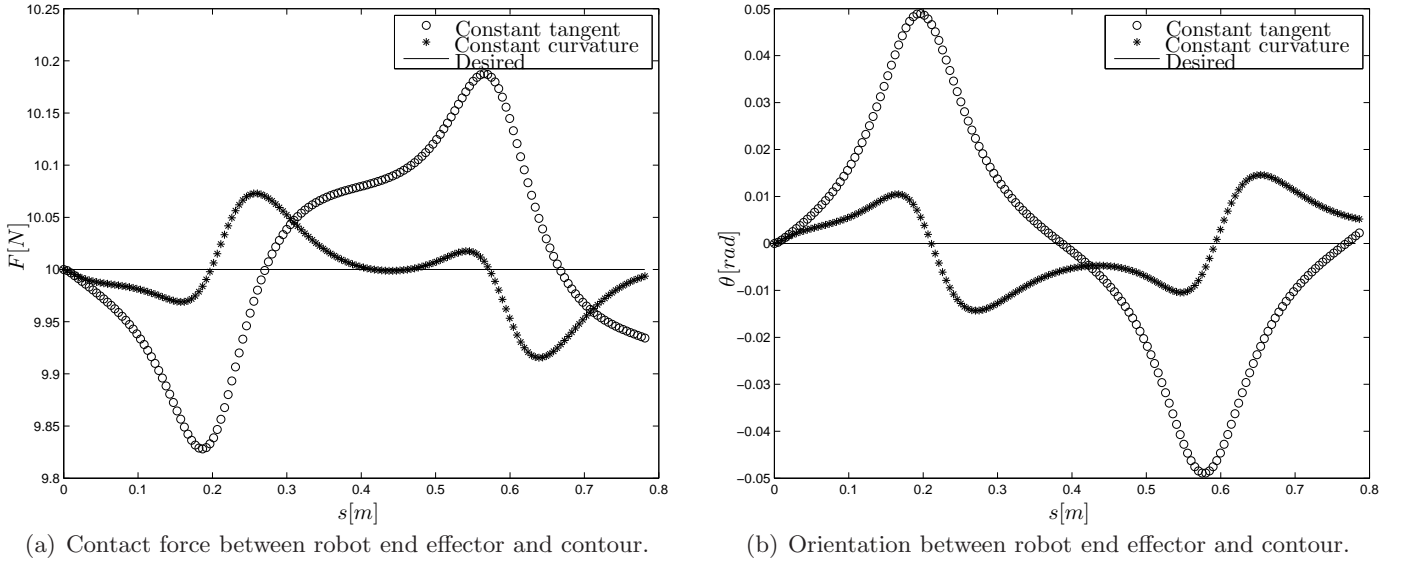 10.25
10.2
10.15
10.1
10.05
10
9.95
9.9
9.85
9.8
F[N]
0 0.1 0.2 0.3 0.4 0.5 0.6 0.7 0.8
s[m]
Constant tangent
Constant curvature
Desired
(a) Contact force between robot end effector and contour.
0.05
0.04
0.03
0.02
0.01
0
−0.01
−0.02
−0.03
−0.04
−0.05
θ[rad]
0 0.1 0.2 0.3 0.4 0.5 0.6 0.7 0.8
s[m]
Constant tangent
Constant curvature
Desired
(b) Orientation between robot end effector and contour.